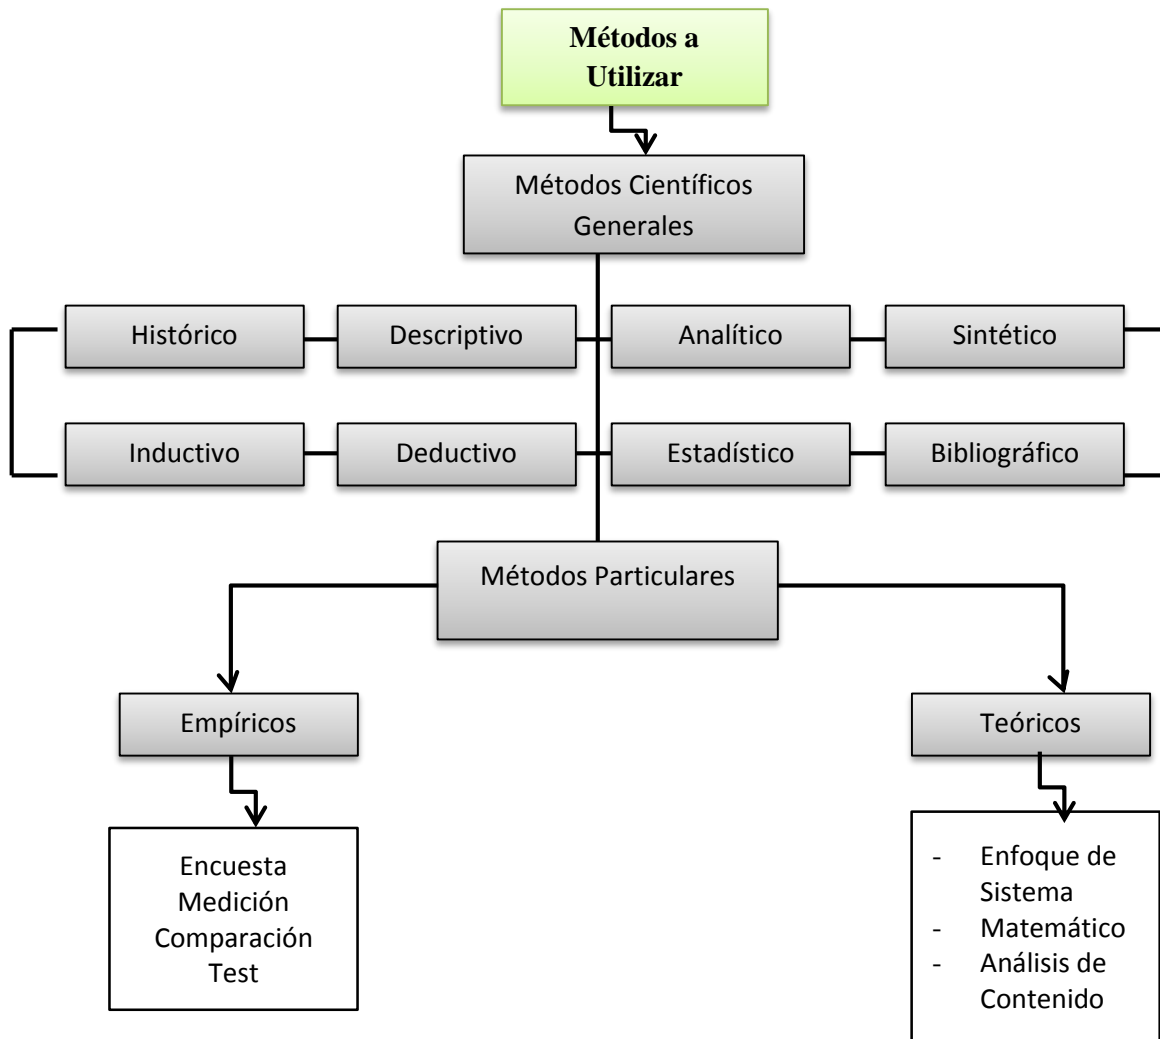 Métodos a
Utilizar
Métodos Científicos
Generales
Histórico
Descriptivo
Analítico
Sintético
Inductivo
Deductivo
Estadístico
Bibliográfico
Métodos Particulares
Empíricos
Teóricos
Encuesta
Medición
Comparación
Test
- Enfoque de
Sistema
- Matemático
- Análisis de
Contenido